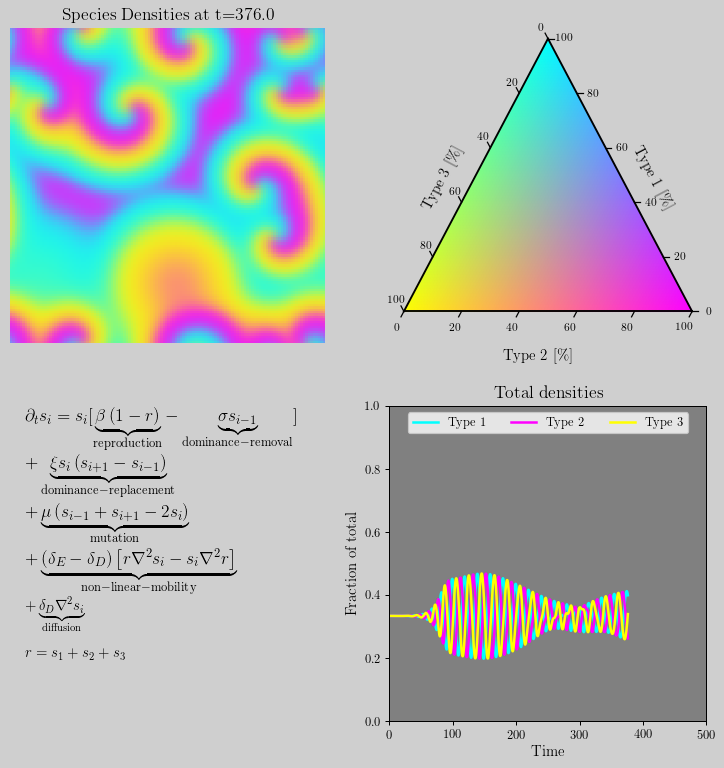 Species Densities at t=376.0
0
100
20
80
40
60
Type 3 [%]
Type 1 [%]
60
40
80
20
100
0
0
20
40
60
80
100
Type 2 [%]
∂ₜsᵢ = sᵢ[β (1 − r) − σsᵢ₋₁ ]
reproduction dominance−removal
+ ξsᵢ (sᵢ₊₁ − sᵢ₋₁)
dominance−replacement
+ μ (sᵢ₋₁ + sᵢ₊₁ − 2sᵢ)
mutation
+ (δ_E − δ_D) [r∇²sᵢ − sᵢ∇²r]
non−linear−mobility
+ δ_D∇²sᵢ
diffusion
r = s₁ + s₂ + s₃
Total densities
Type 1 Type 2 Type 3
1.0
0.8
0.6
0.4
0.2
0.0
Fraction of total
0 100 200 300 400 500
Time